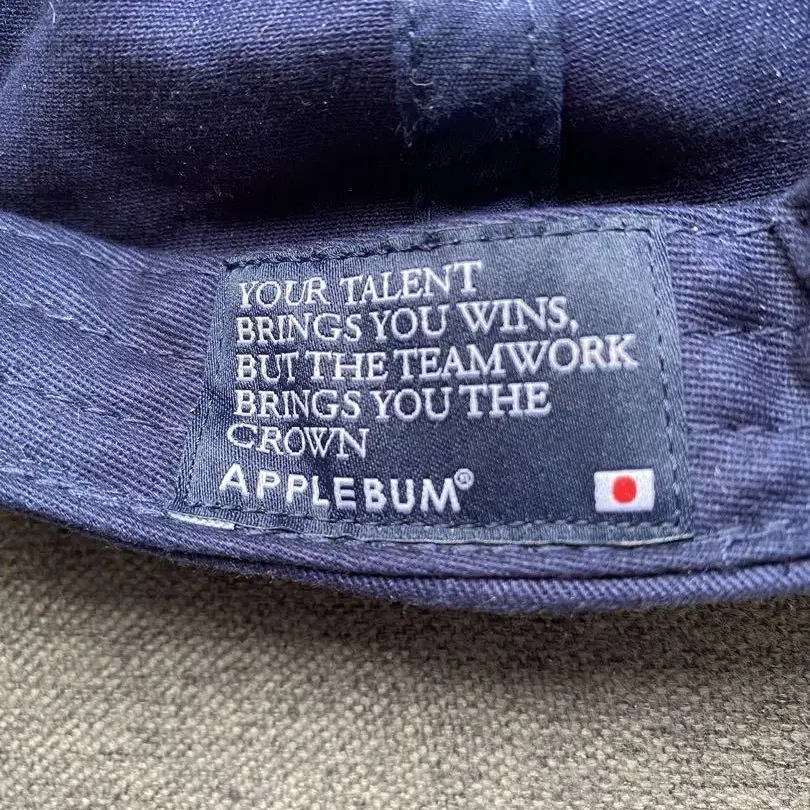 YOUR TALENT
BRINGS YOU WINS,
BUT THE TEAMWORK
BRINGS YOU THE
CROWN
APPLEBUM®